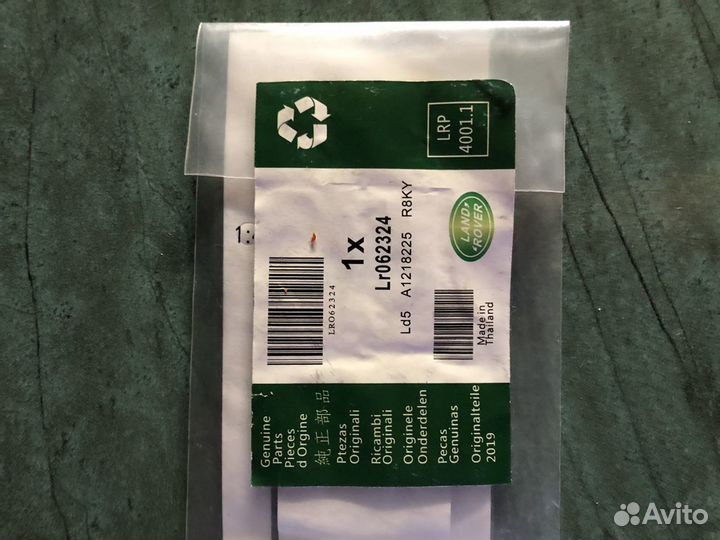 LRP
4001.1
LAND
ROVER
1x
Lr062324
Ld5 A1218225 R8KY
LRO62324
Made in
Thailand
Genuine
Parts
Pieces
d Orgine
純正部品
Ptezas
Originali
Ricambi
Originali
Originele
Onderdelen
Pecas
Genuinas
Originalteile
2019
Avito